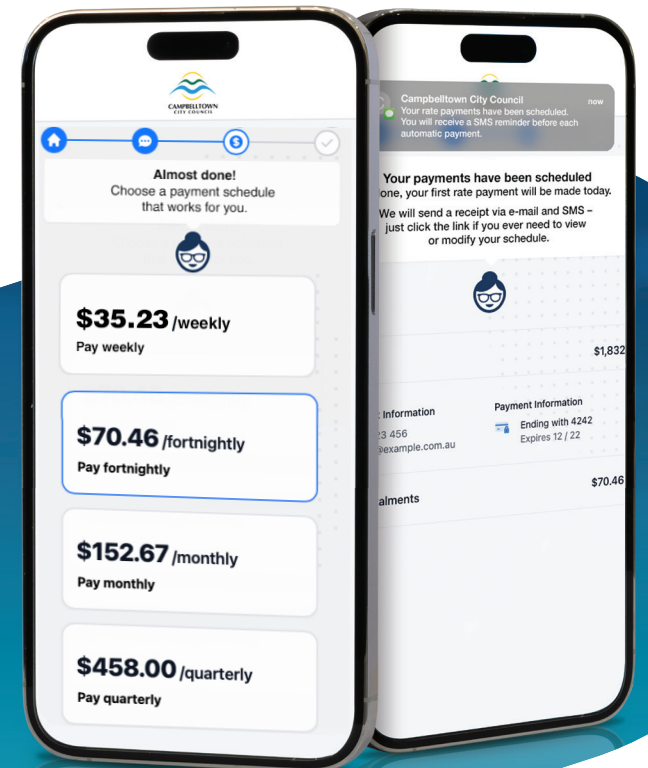 CAMPBELLTOWN
CITY COUNCIL
Almost done!
Choose a payment schedule
that works for you.
$35.23 /weekly
Pay weekly
$70.46 /fortnightly
Pay fortnightly
$152.67 /monthly
Pay monthly
$458.00 /quarterly
Pay quarterly
Campbelltown City Council now
Your rate payments have been scheduled.
You will receive a SMS reminder before each
automatic payment.
Your payments have been scheduled
one, your first rate payment will be made today.
We will send a receipt via e-mail and SMS –
just click the link if you ever need to view
or modify your schedule.
$1,832
Information
Payment Information
23 456
@example.com.au
Ending with 4242
Expires 12 / 22
alments
$70.46